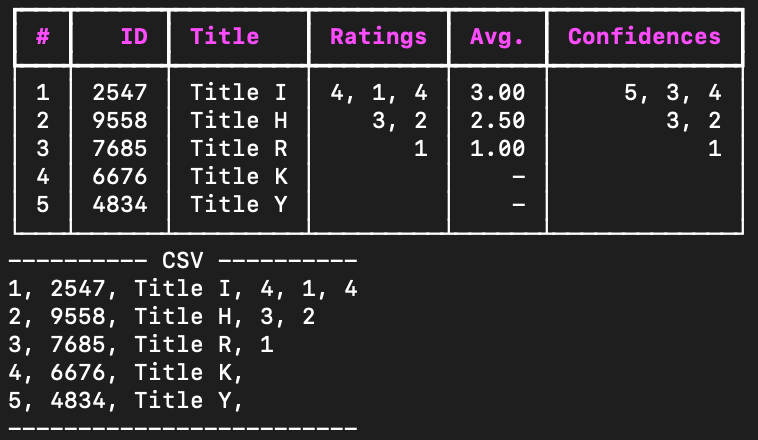 # ID Title Ratings Avg. Confidences
1 2547 Title I 4, 1, 4 3.00 5, 3, 4
2 9558 Title H 3, 2 2.50 3, 2
3 7685 Title R 1 1.00 1
4 6676 Title K –
5 4834 Title Y –
---------- CSV ----------
1, 2547, Title I, 4, 1, 4
2, 9558, Title H, 3, 2
3, 7685, Title R, 1
4, 6676, Title K,
5, 4834, Title Y,
-------------------------